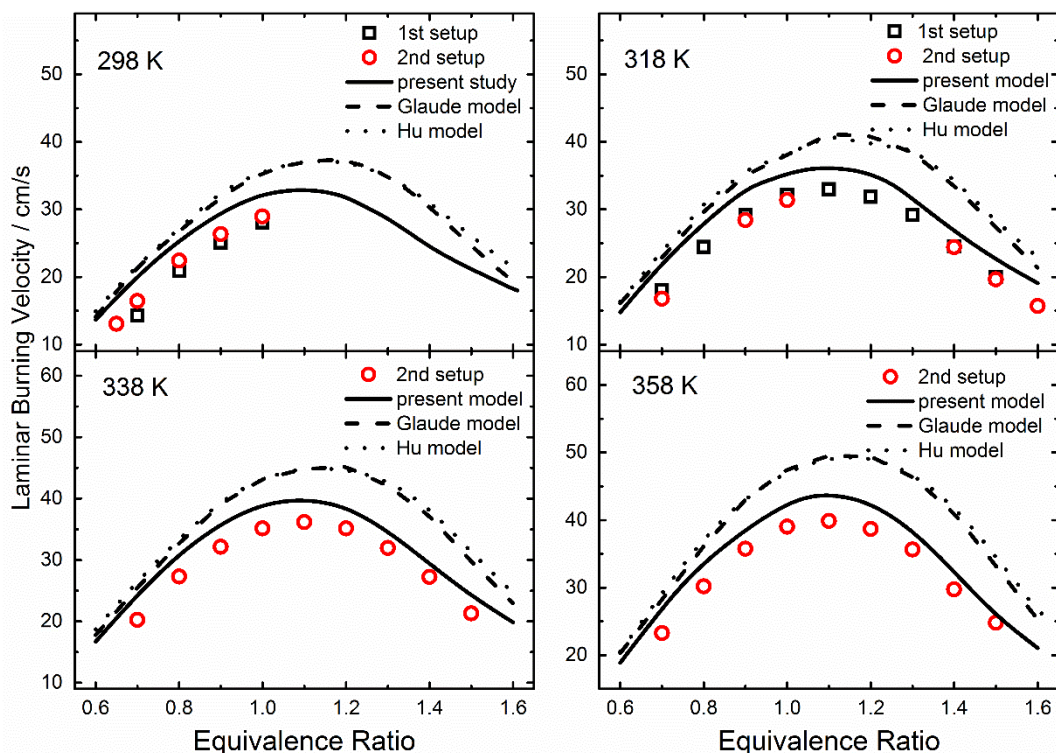 298 K
1st setup
2nd setup
present study
Glaude model
Hu model
50
40
30
20
10
318 K
1st setup
2nd setup
present model
Glaude model
Hu model
50
40
30
20
10
Laminar Burning Velocity / cm/s
338 K
2nd setup
present model
Glaude model
Hu model
60
50
40
30
20
10
0.6 0.8 1.0 1.2 1.4 1.6
Equivalence Ratio
358 K
2nd setup
present model
Glaude model
Hu model
60
50
40
30
20
0.6 0.8 1.0 1.2 1.4 1.6
Equivalence Ratio